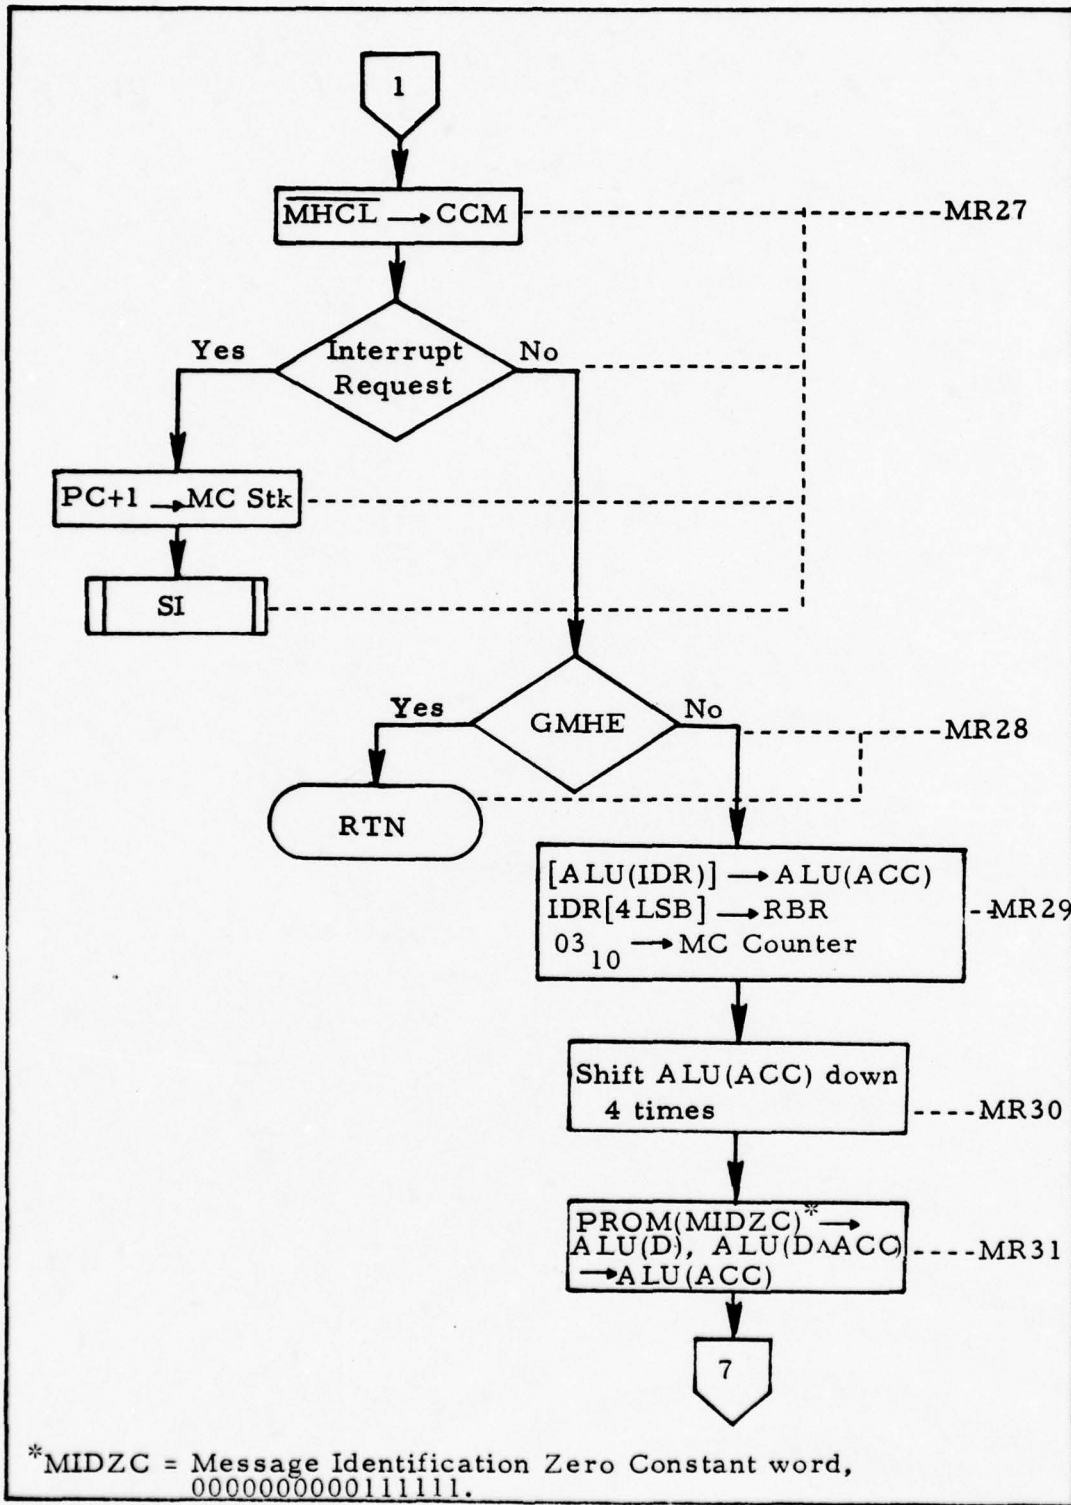 1
MHCL → CCM
MR27
Yes
Interrupt
Request
No
PC+1 → MC Stk
SI
Yes
GMHE
No
MR28
RTN
[ALU(IDR)] → ALU(ACC)
IDR[4LSB] → RBR
03₁₀ → MC Counter
MR29
Shift ALU(ACC) down
4 times
MR30
PROM(MIDZC)* →
ALU(D), ALU(D∧ACC)
→ ALU(ACC)
MR31
7
*MIDZC = Message Identification Zero Constant word,
0000000000111111.